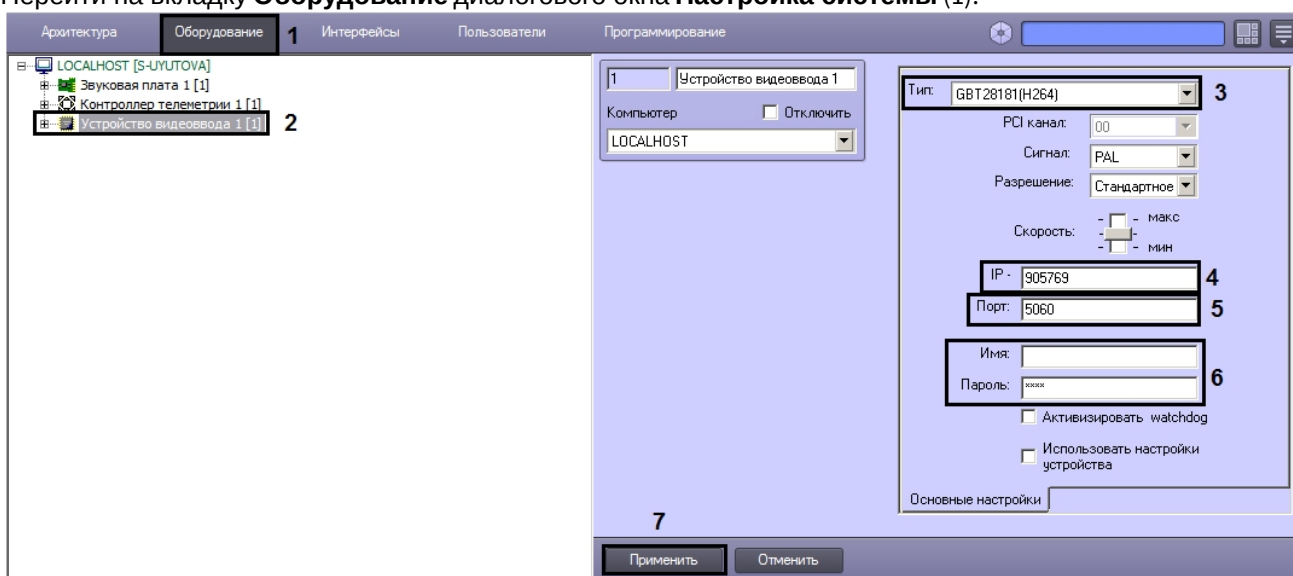 Перейти на вкладку Оборудование диалогового окна Настройка системы (1).
Архитектура Оборудование 1 Интерфейсы Пользователи Программирование
LOCALHOST [S-UYUTOVA]
Звуковая плата 1 [1]
Контроллер телеметрии 1 [1]
Устройство видеоввода 1 [1] 2
1 Устройство видеоввода 1
Компьютер Отключить
LOCALHOST
Тип: GBT28181(H264) 3
PCI канал: 00
Сигнал: PAL
Разрешение: Стандартное
Скорость: - - макс
- -
- - мин
IP - 905769 4
Порт: 5060 5
Имя:
Пароль: **** 6
Активизировать watchdog
Использовать настройки
устройства
Основные настройки
7
Применить Отменить